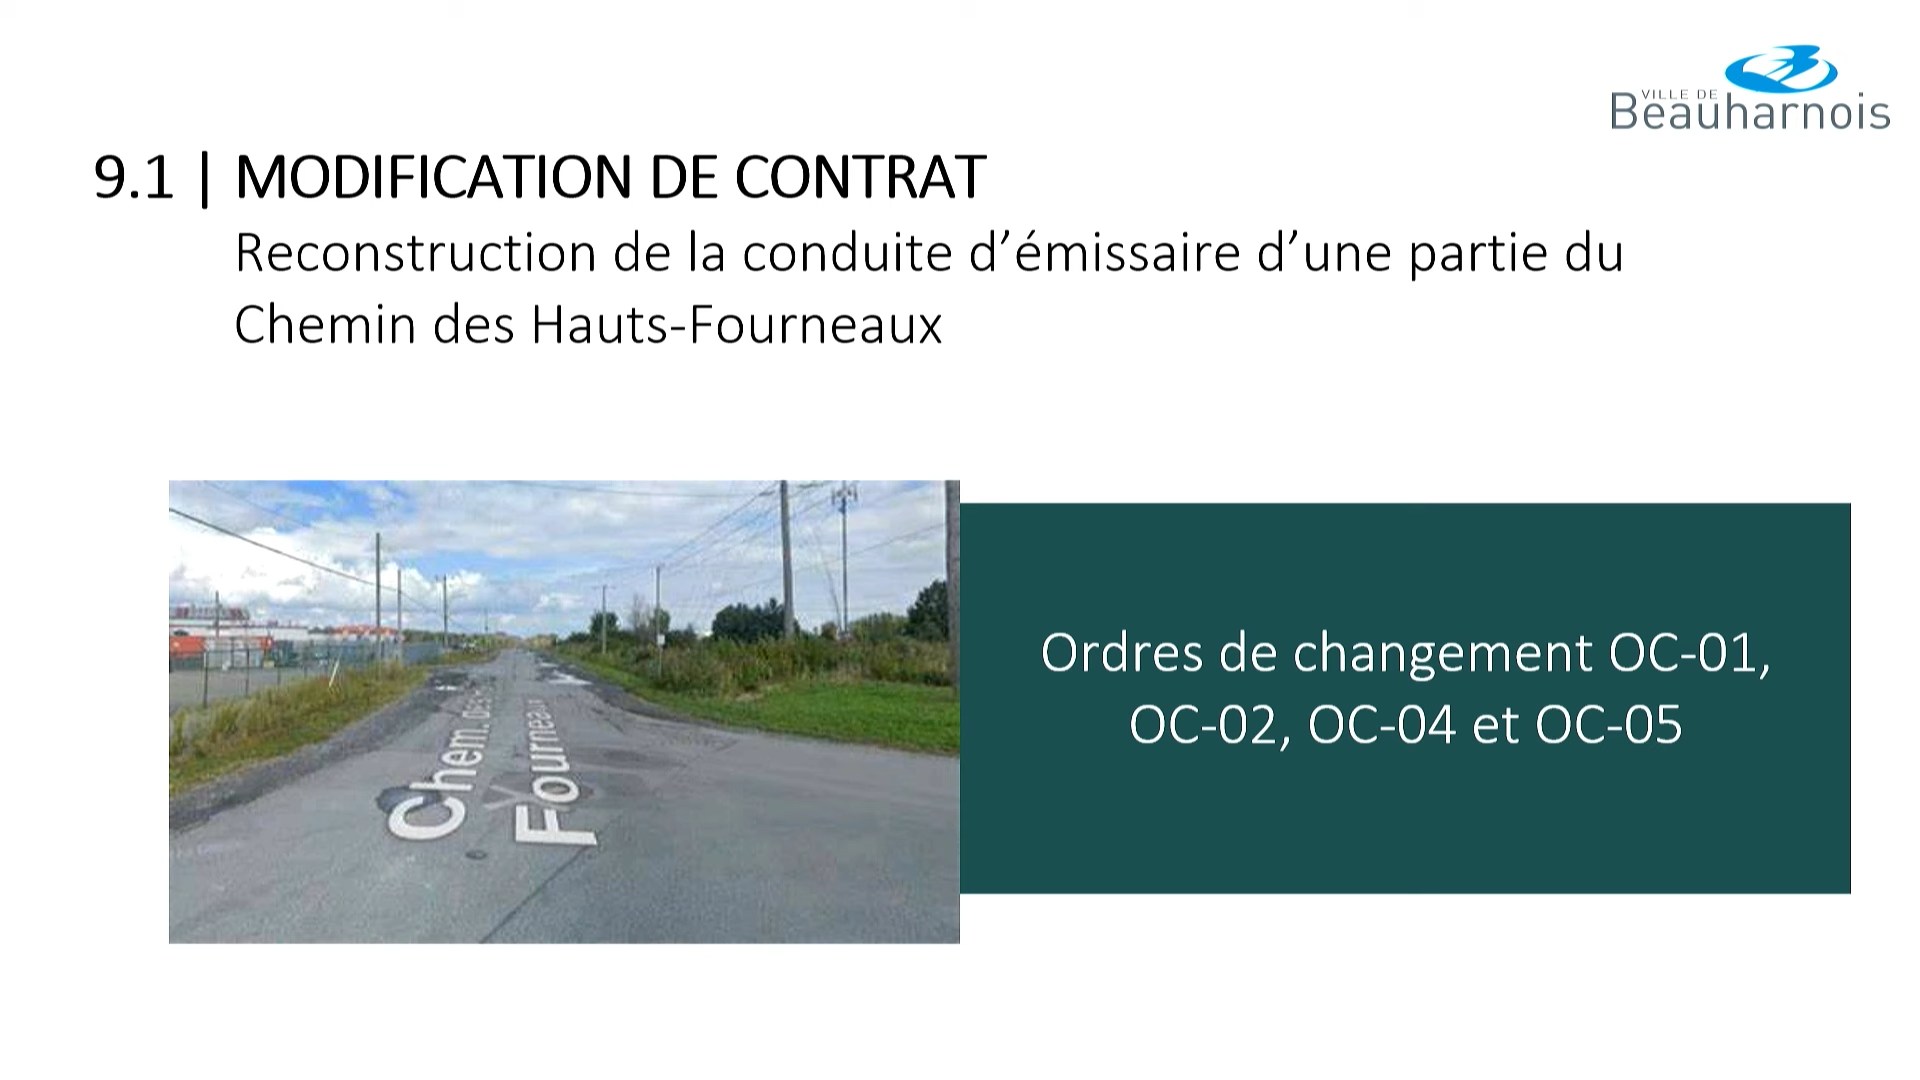 VILLE DE
Beauharnois
9.1 | MODIFICATION DE CONTRAT
Reconstruction de la conduite d’émissaire d’une partie du
Chemin des Hauts-Fourneaux
Chem. Des
Fourneaux
Ordres de changement OC-01,
OC-02, OC-04 et OC-05